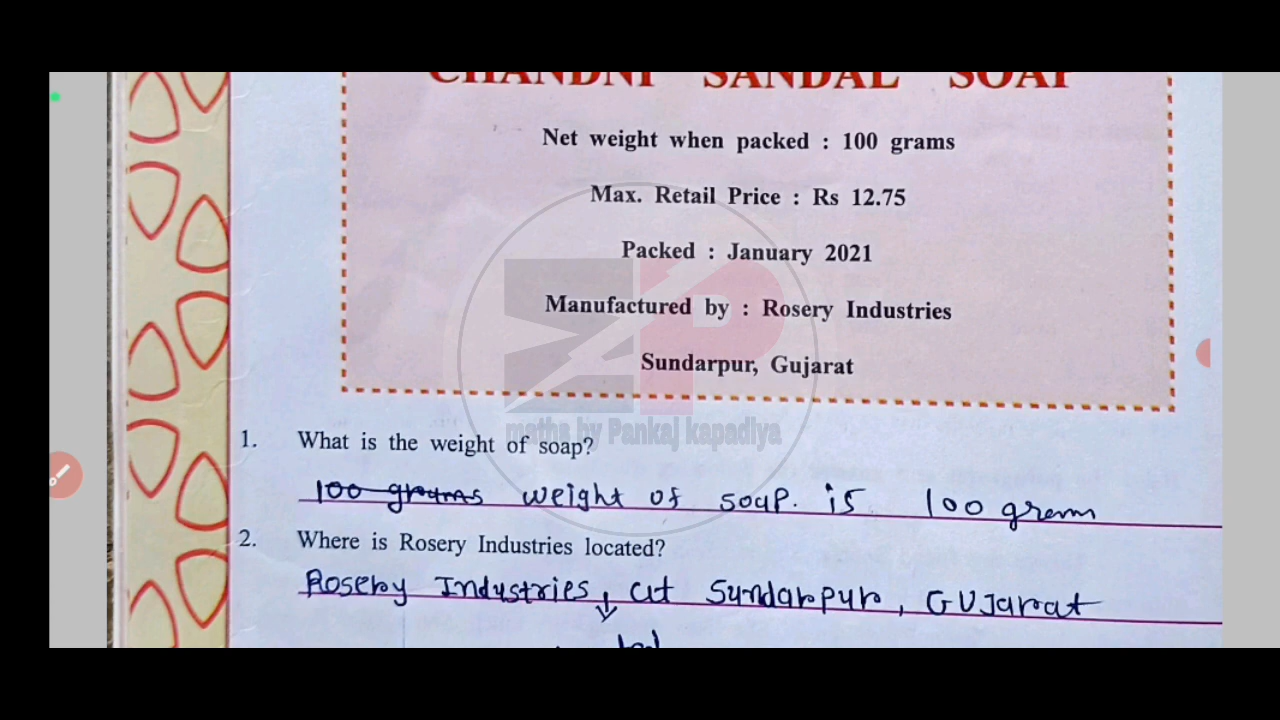 CHANDNI SANDAL SOAP
Net weight when packed : 100 grams
Max. Retail Price : Rs 12.75
Packed : January 2021
Manufactured by : Rosery Industries
Sundarpur, Gujarat
maths by Pankaj kapadiya
1. What is the weight of soap?
100 grams weight of soap. is 100 gram
2. Where is Rosery Industries located?
Rosery Industries, at Sundarpur, GUJarat